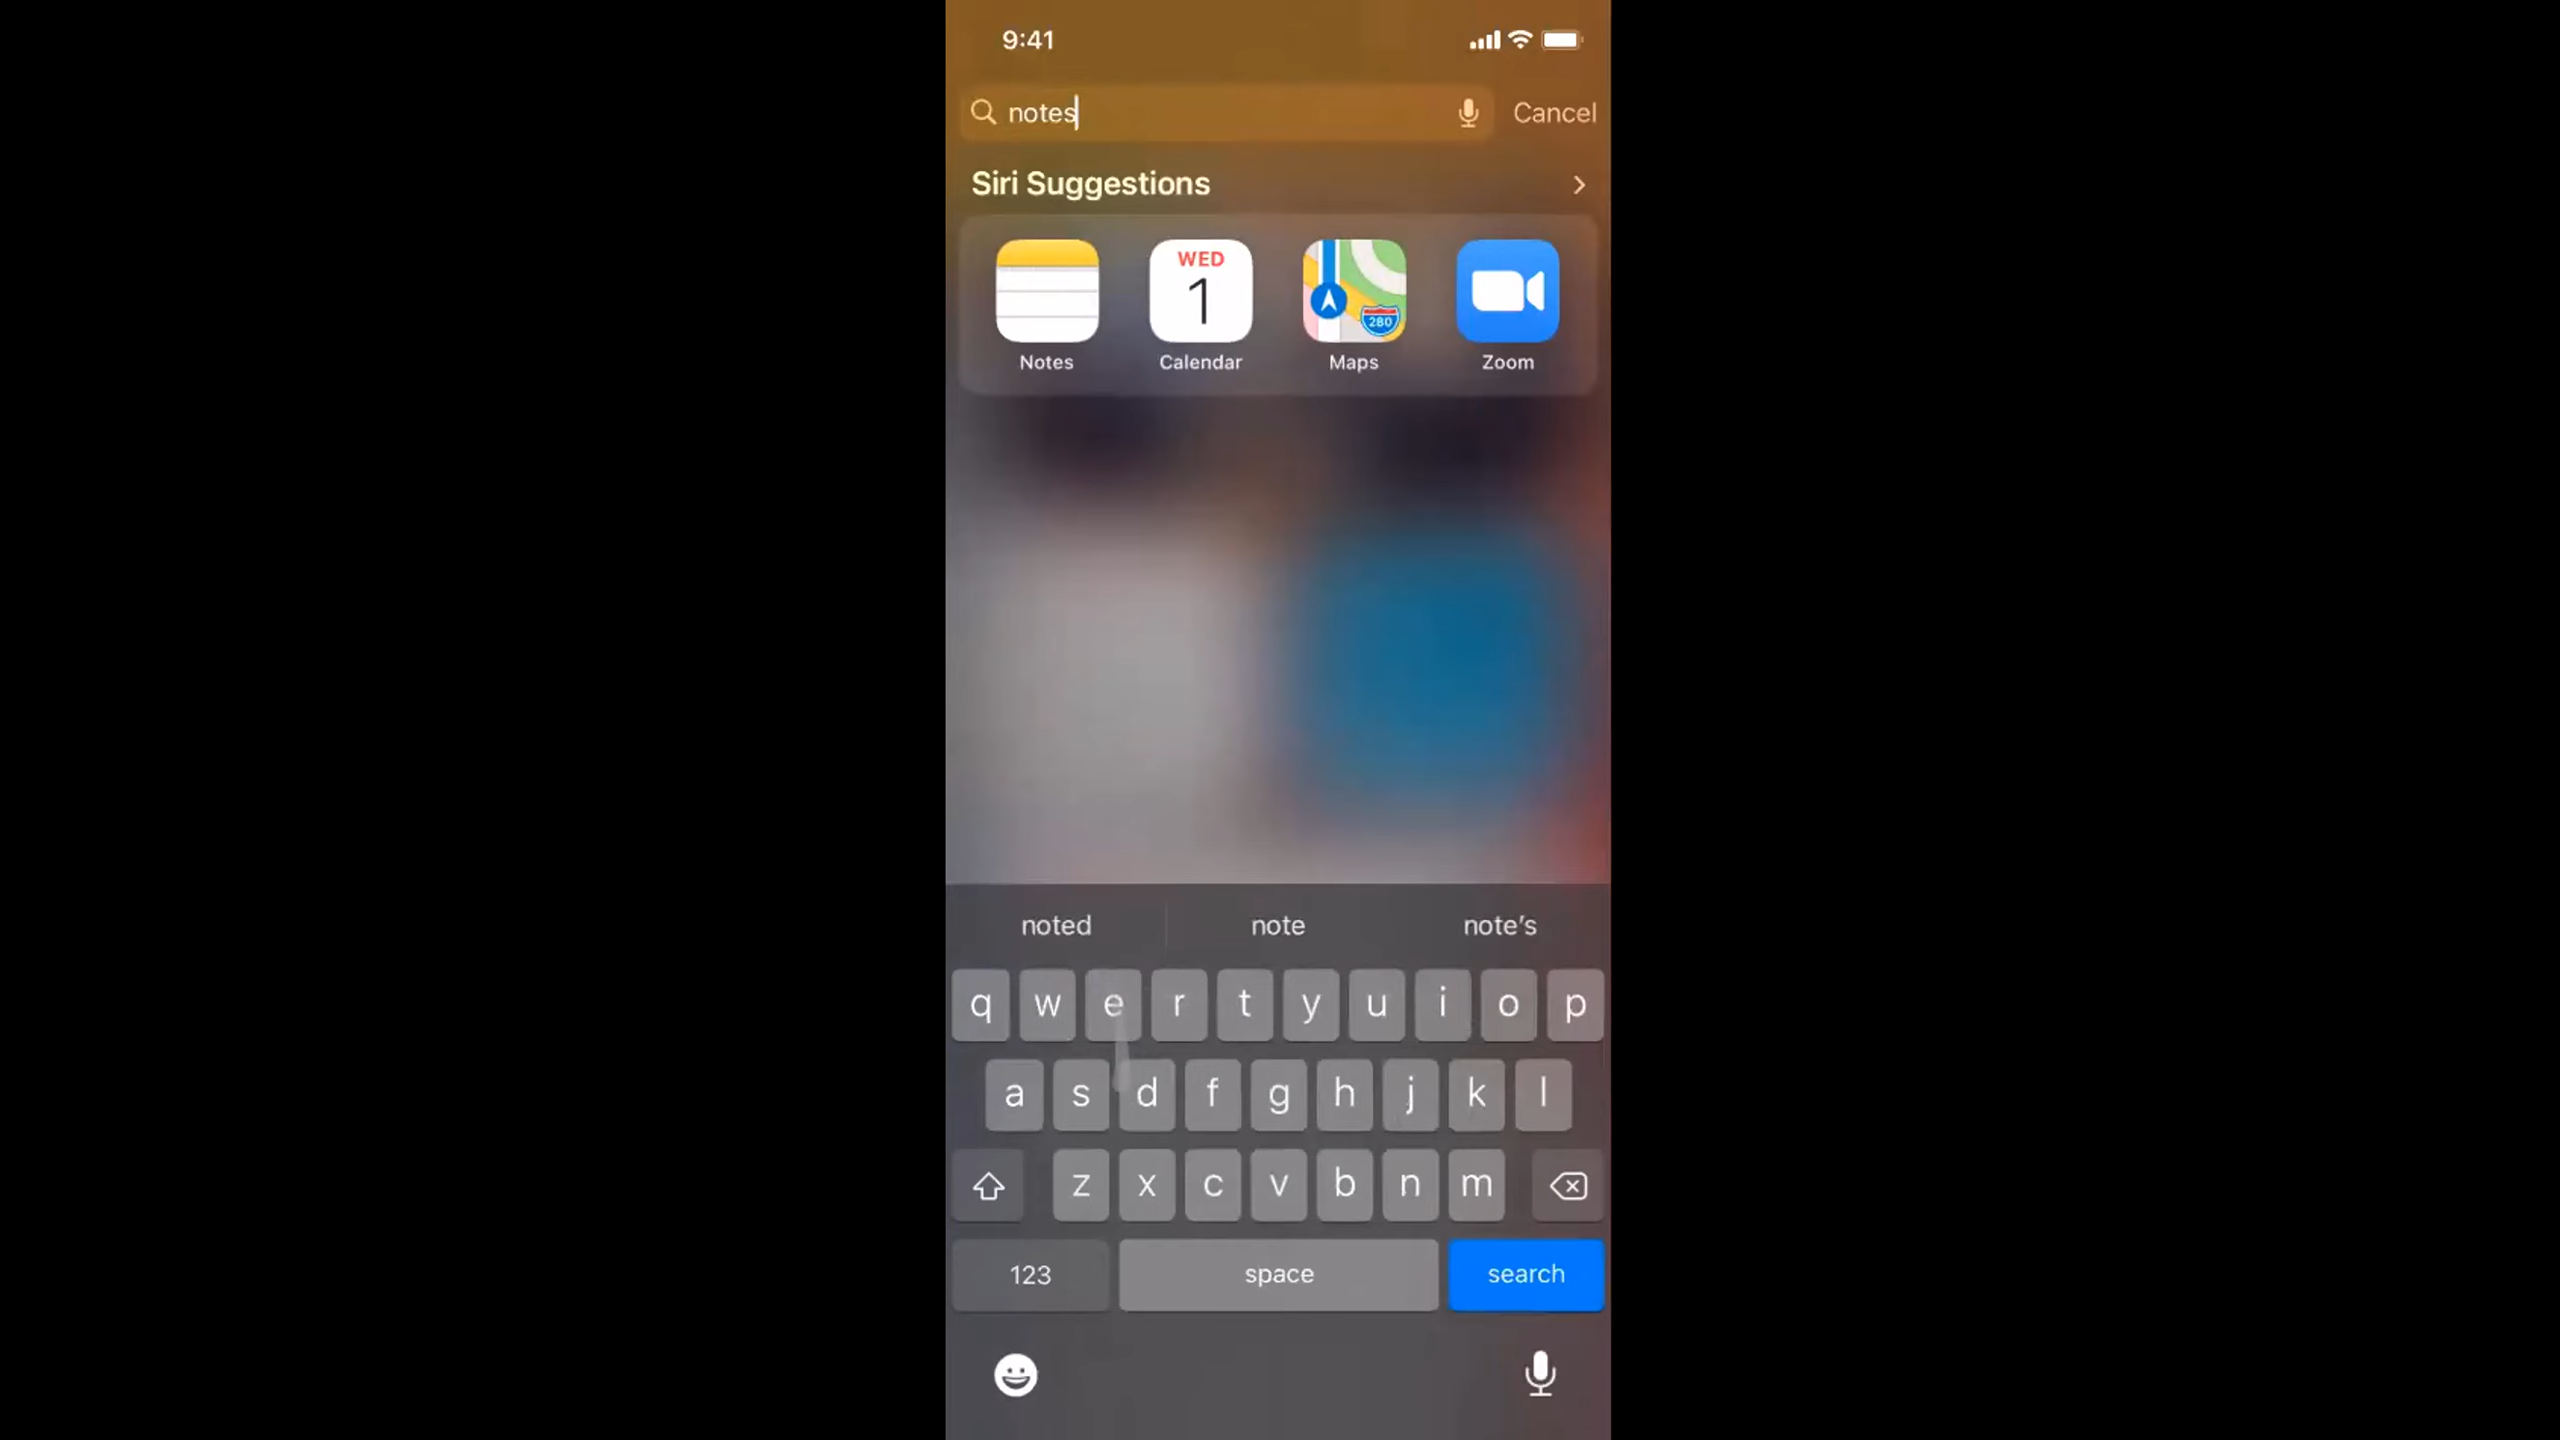 9:41
notes
Cancel
Siri Suggestions
WED
1
280
Notes
Calendar
Maps
Zoom
noted
note
note’s
q w e r t y u i o p
a s d f g h j k l
z x c v b n m
123
space
search